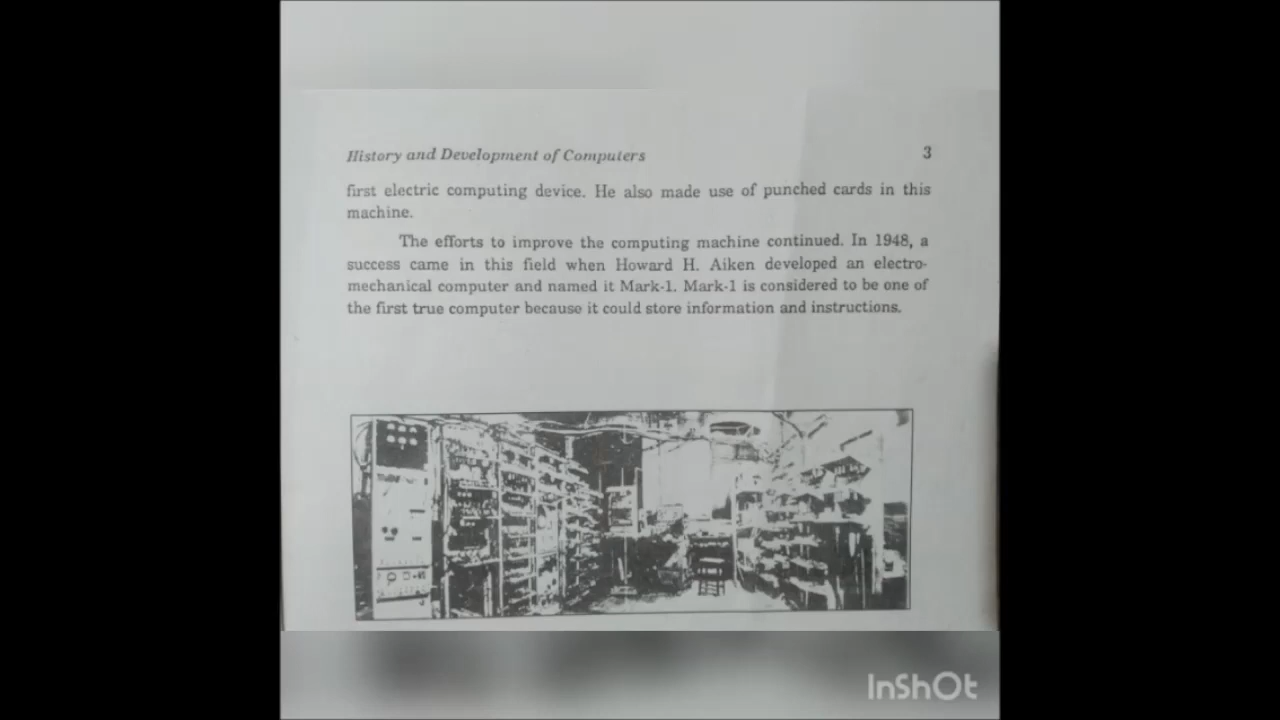 History and Development of Computers 3
first electric computing device. He also made use of punched cards in this
machine.
The efforts to improve the computing machine continued. In 1948, a
success came in this field when Howard H. Aiken developed an electro-
mechanical computer and named it Mark-1. Mark-1 is considered to be one of
the first true computer because it could store information and instructions.
InShOt